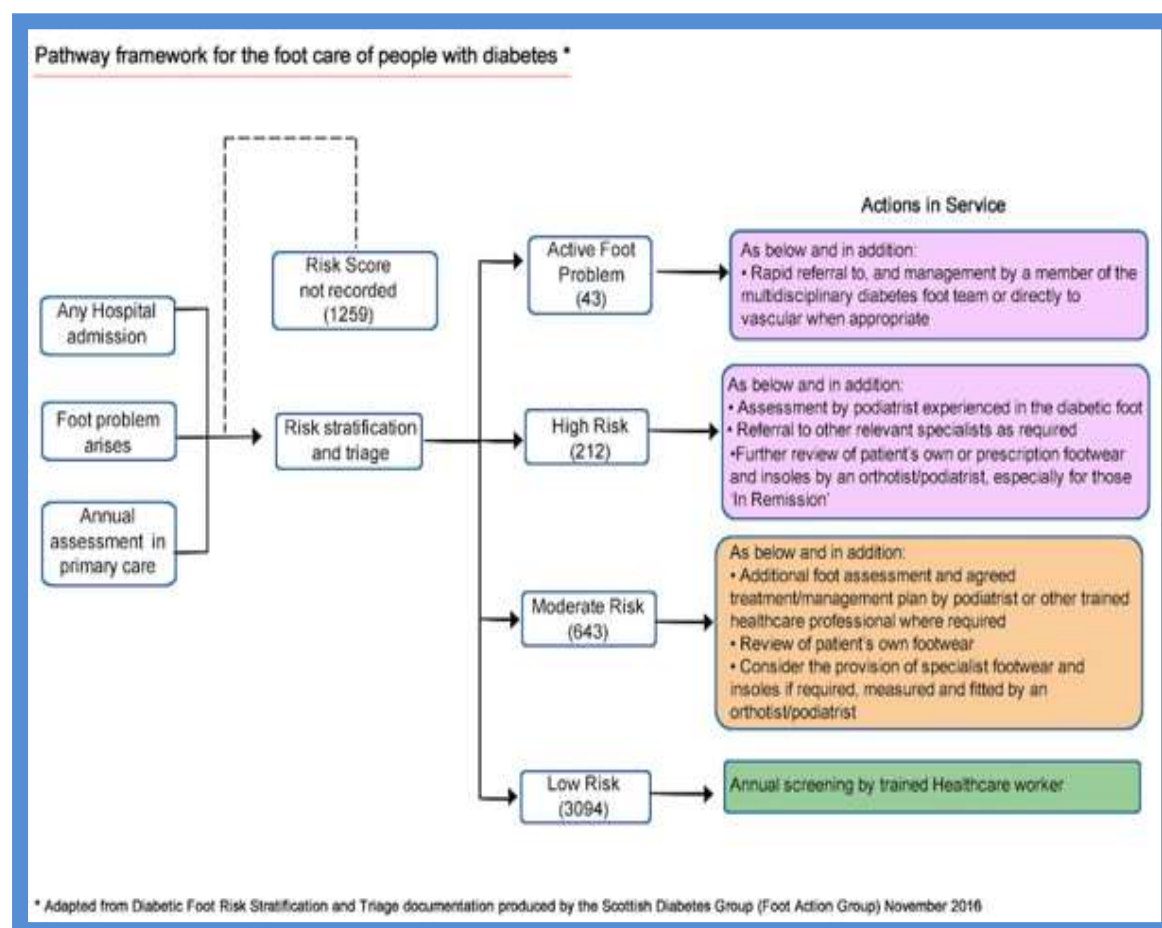 Pathway framework for the foot care of people with diabetes *
Actions in Service
Risk Score
not recorded
(1259)
Any Hospital
admission
Foot problem
arises
Annual
assessment in
primary care
Risk stratification
and triage
Active Foot
Problem
(43)
As below and in addition:
• Rapid referral to, and management by a member of the
multidisciplinary diabetes foot team or directly to
vascular when appropriate
High Risk
(212)
As below and in addition:
• Assessment by podiatrist experienced in the diabetic foot
• Referral to other relevant specialists as required
•Further review of patient's own or prescription footwear
and insoles by an orthotist/podiatrist, especially for those
'In Remission'
Moderate Risk
(643)
As below and in addition:
• Additional foot assessment and agreed
treatment/management plan by podiatrist or other trained
healthcare professional where required
• Review of patient's own footwear
• Consider the provision of specialist footwear and
insoles if required, measured and fitted by an
orthotist/podiatrist
Low Risk
(3094)
Annual screening by trained Healthcare worker
* Adapted from Diabetic Foot Risk Stratification and Triage documentation produced by the Scottish Diabetes Group (Foot Action Group) November 2016